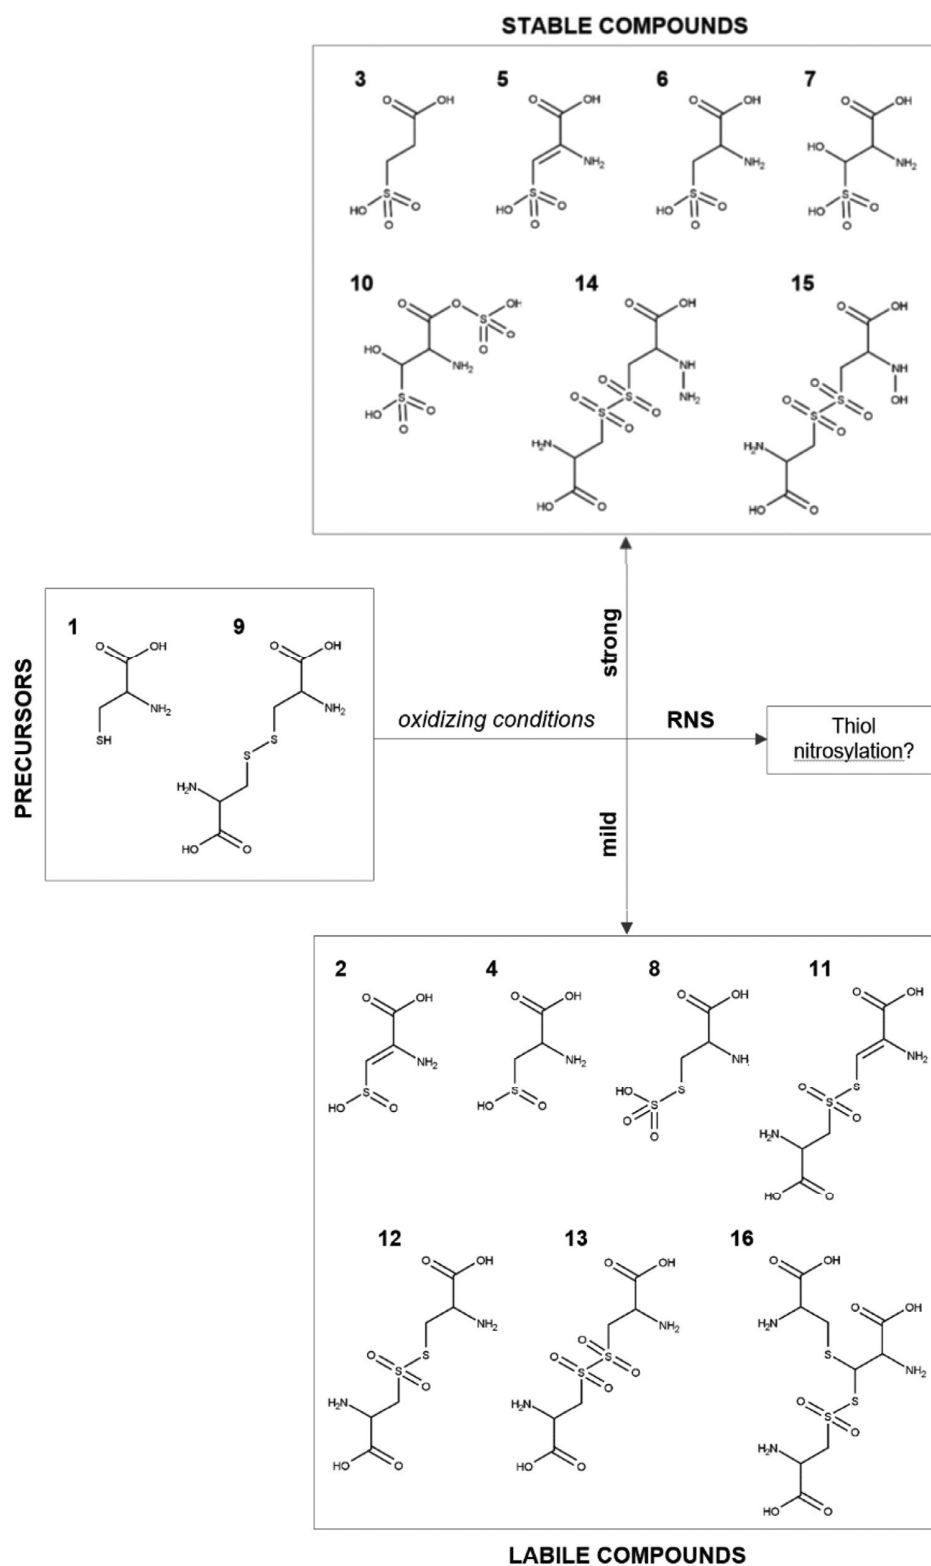 STABLE COMPOUNDS
3 5 6 7
O OH O OH O OH O OH
HO
NH2 NH2 NH2
S S S S
HO O HO O HO O HO O
O O O O
10 14 15
O O OH O OH O OH
S
HO O O
NH2 NH NH
S NH2 OH
HO O
O
O O
O S O S
S O S O
O O
H2N H2N
HO O HO O
PRECURSORS
1 9
O OH O OH
NH2 NH2
SH S
S
H2N
HO O
oxidizing conditions
strong
mild
RNS
Thiol
nitrosylation?
2 4 8 11
O OH O OH O OH O OH
NH2 NH2 NH NH2
S S S S
HO O HO O HO S O S
O O O
H2N
HO O
12 13 16
O OH O OH O OH
O OH
NH2 NH2 H2N
S O S S NH2
O S O S O S
O O O S
O
H2N H2N H2N
HO O HO O HO O
LABILE COMPOUNDS